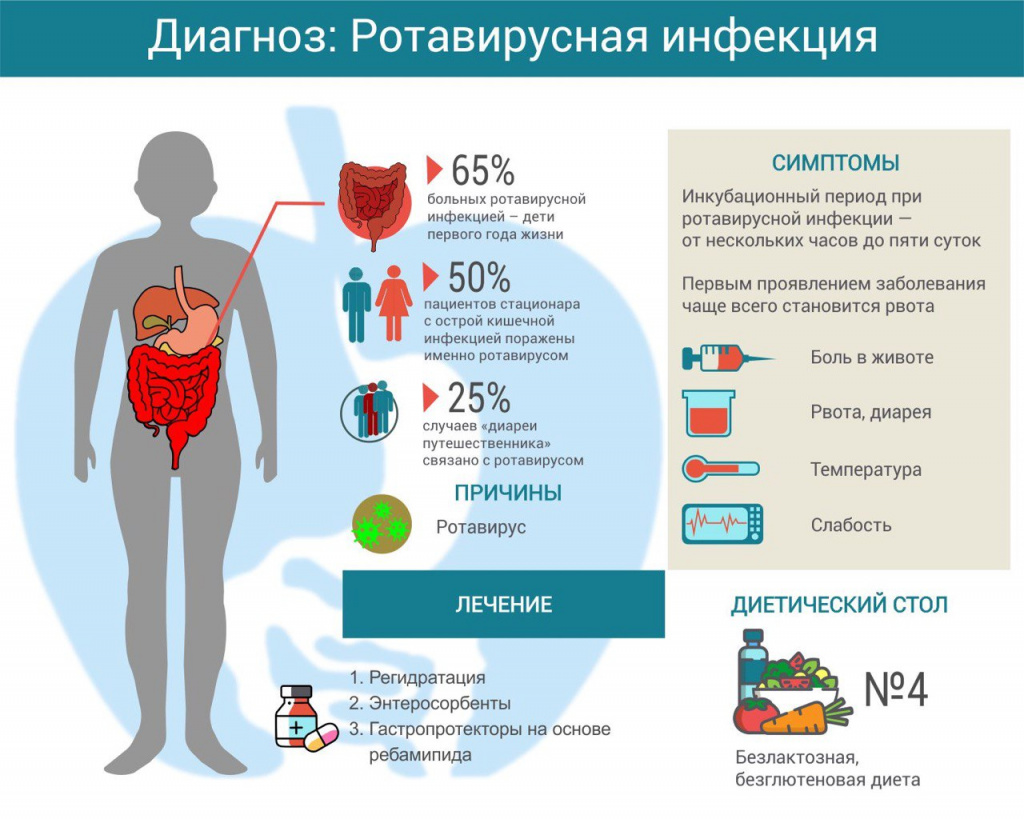 Диагноз: Ротавирусная инфекция
65%
больных ротавирусной
инфекцией – дети
первого года жизни
50%
пациентов стационара
с острой кишечной
инфекцией поражены
именно ротавирусом
25%
случаев «диареи
путешественника»
связано с ротавирусом
ПРИЧИНЫ
Ротавирус
СИМПТОМЫ
Инкубационный период при
ротавирусной инфекции —
от нескольких часов до пяти суток
Первым проявлением заболевания
чаще всего становится рвота
Боль в животе
Рвота, диарея
Температура
Слабость
ЛЕЧЕНИЕ
1. Регидратация
2. Энтеросорбенты
3. Гастропротекторы на основе
ребамипида
ДИЕТИЧЕСКИЙ СТОЛ
№4
Безлактозная,
безглютеновая диета